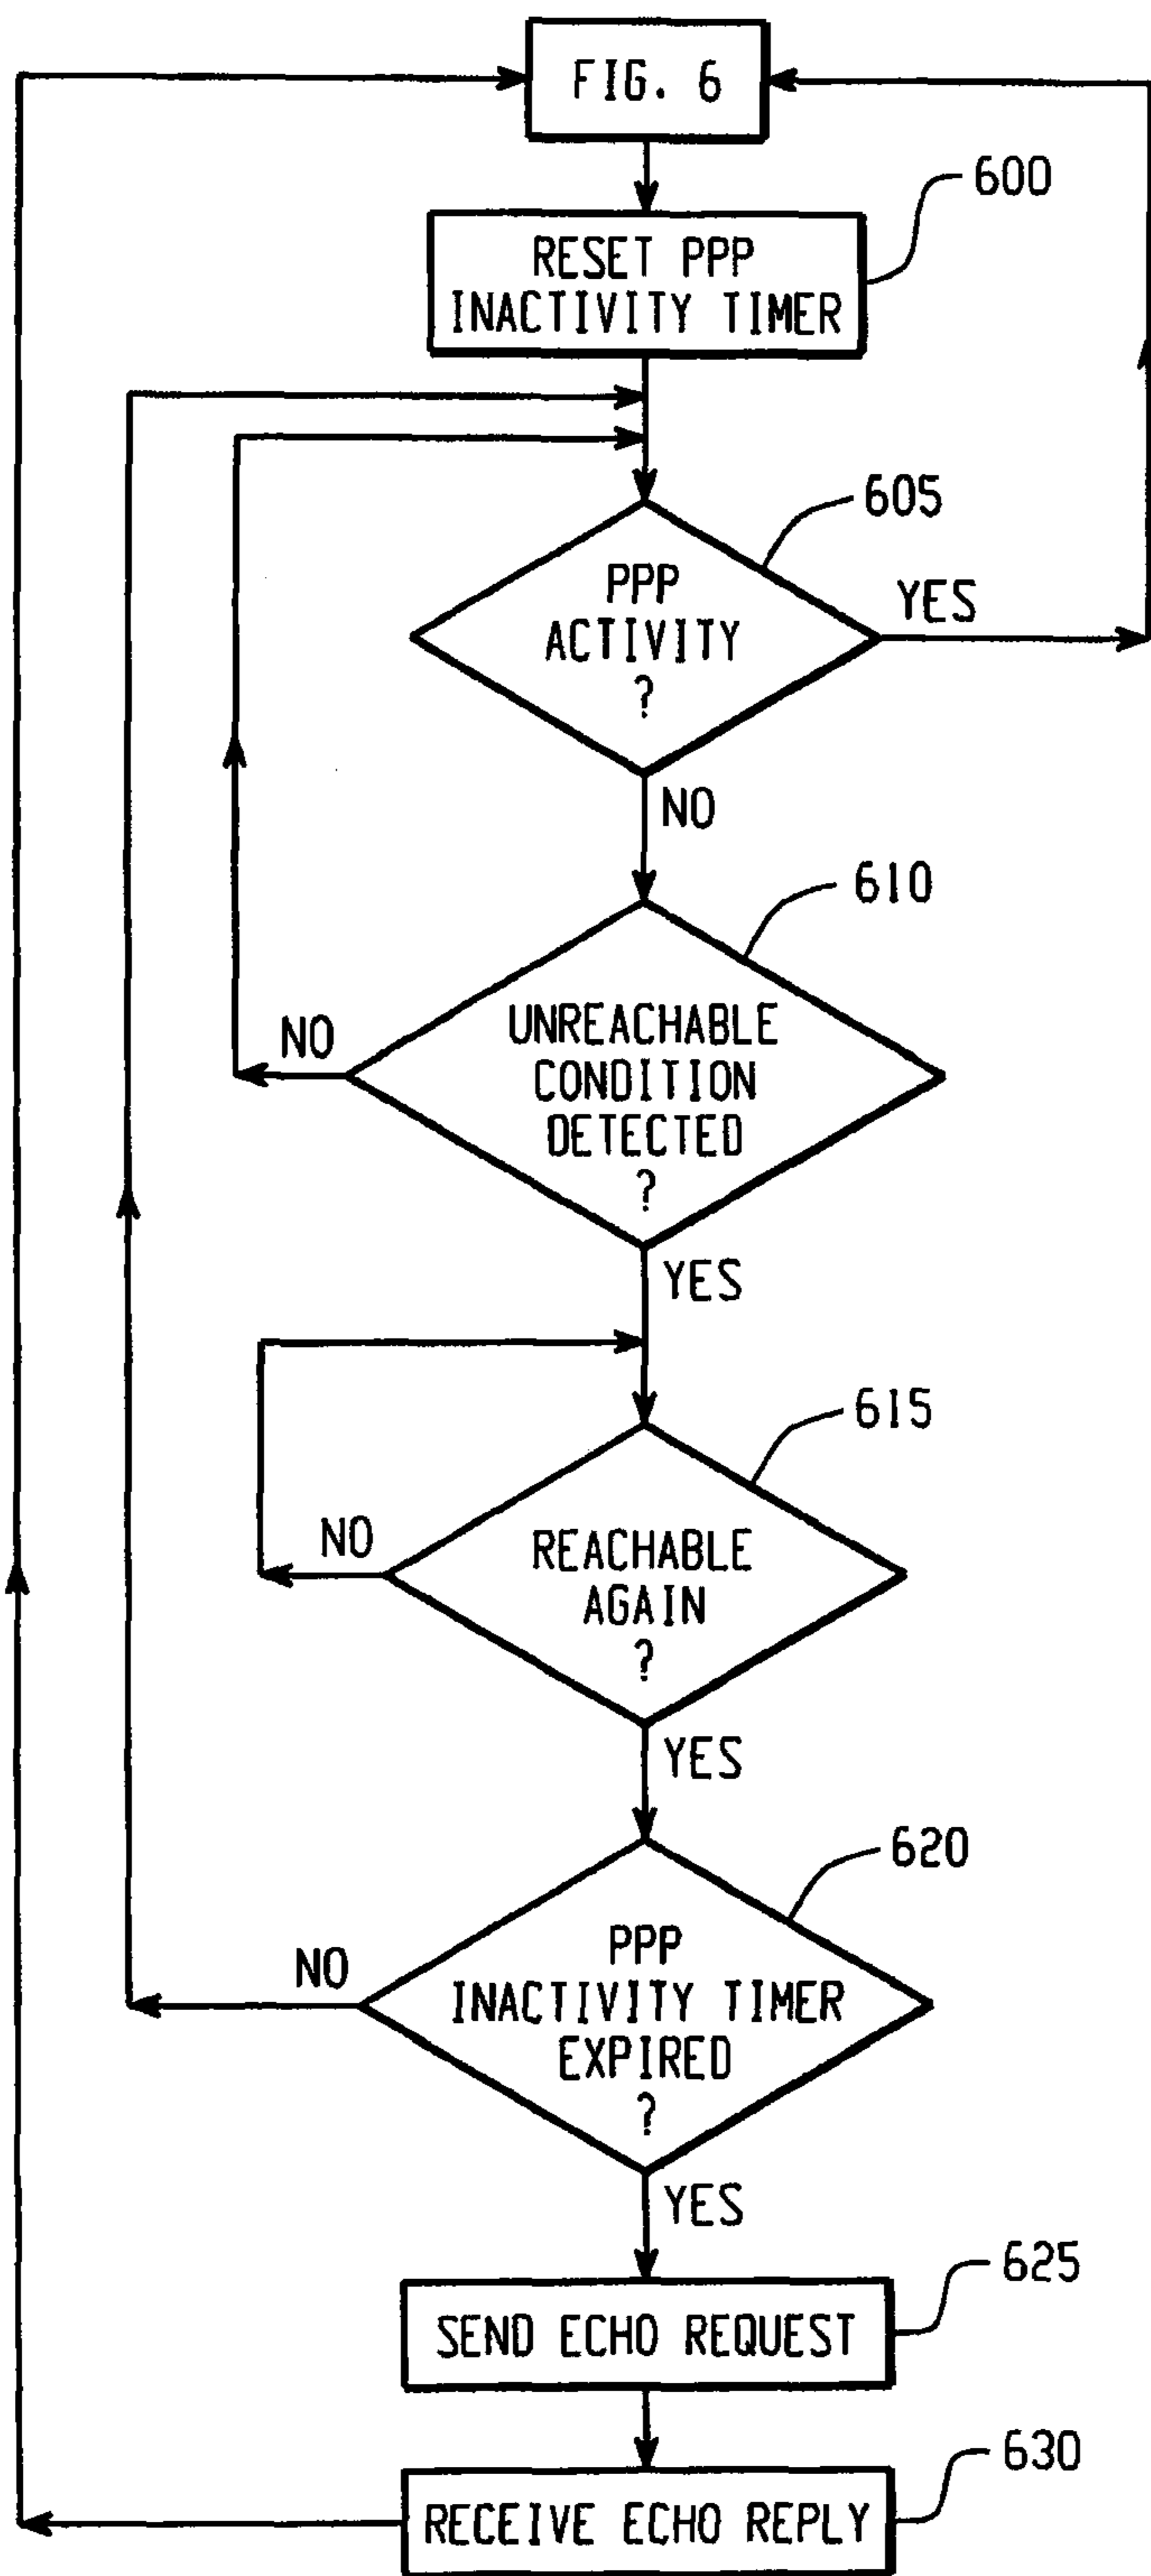 FIG. 6
600
RESET PPP
INACTIVITY TIMER
605
PPP
ACTIVITY
?
YES
NO
610
UNREACHABLE
CONDITION
DETECTED
?
NO
YES
615
REACHABLE
AGAIN
?
NO
YES
620
PPP
INACTIVITY TIMER
EXPIRED
?
NO
YES
625
SEND ECHO REQUEST
630
RECEIVE ECHO REPLY